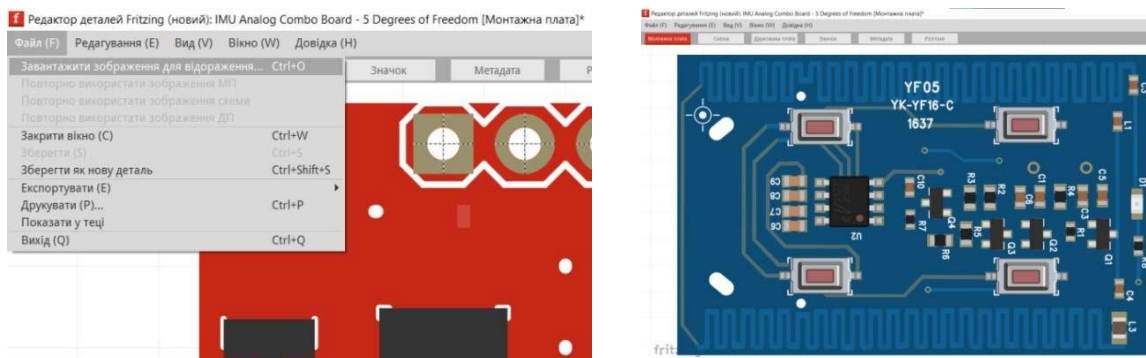 Редактор деталей Fritzing (новий): IMU Analog Combo Board - 5 Degrees of Freedom [Монтажна плата]*
Файл (F) Редагування (E) Вид (V) Вікно (W) Довідка (H)
Завантажити зображення для відораження... Ctrl+O
Повторно використати зображення МП
Повторно використати зображення схеми
Повторно використати зображення ДП
Закрити вікно (C) Ctrl+W
Зберегти (S) Ctrl+S
Зберегти як нову деталь Ctrl+Shift+S
Експортувати (E)
Друкувати (P)... Ctrl+P
Показати у теці
Вихід (Q) Ctrl+Q
Значок Метадата Р
Редактор деталей Fritzing (новий): IMU Analog Combo Board - 5 Degrees of Freedom [Монтажна плата]*
Файл (F) Редагування (E) Вид (V) Вікно (W) Довідка (H)
Монтажна плата Схема Друкована плата Значок Метадата Роз'єми
YF05
YK-YF16-C
1637
L1
C9
C8
C7
C6
U2
C10
R7
Q4
R6
R3
R2
R5
Q3
C6
C1
Q2
R4
R1
C3
C5
Q1
D1
R8
C4
L3
fritz